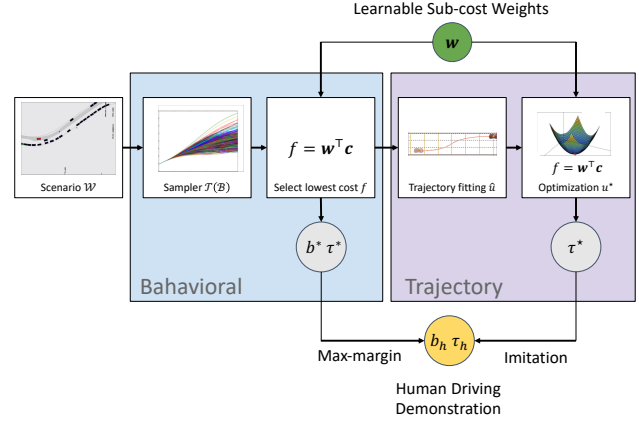 Learnable Sub-cost Weights
w
f = w⊤c
Scenario 𝒲
Sampler 𝒯(ℬ)
Select lowest cost f
Trajectory fitting û
f = w⊤c
Optimization u⋆
b* τ*
τ⋆
Bahavioral
Trajectory
b_h τ_h
Max-margin
Imitation
Human Driving
Demonstration